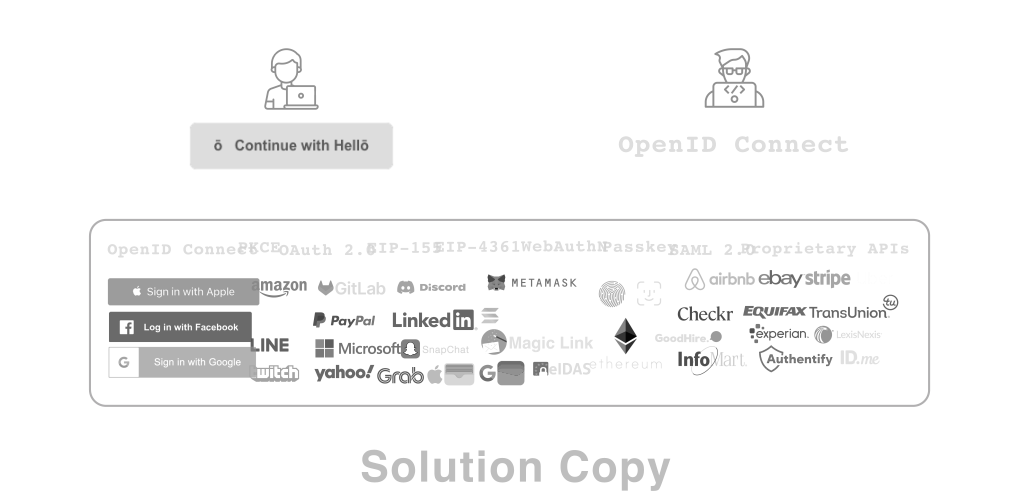 ō Continue with Hellō
OpenID Connect
OpenID Connect PKCE OAuth 2.0 EIP-155 EIP-4361 WebAuthN Passkey SAML 2.0 Proprietary APIs
Sign in with Apple amazon GitLab Discord METAMASK airbnb ebay stripe
Log in with Facebook PayPal LinkedIn Checkr EQUIFAX TransUnion tu
LINE Microsoft SnapChat Magic Link ethereum GoodHire experian LexisNexis
G Sign in with Google twitch yahoo! Grab G eIDAS InfoMart Authentify ID.me
Solution Copy